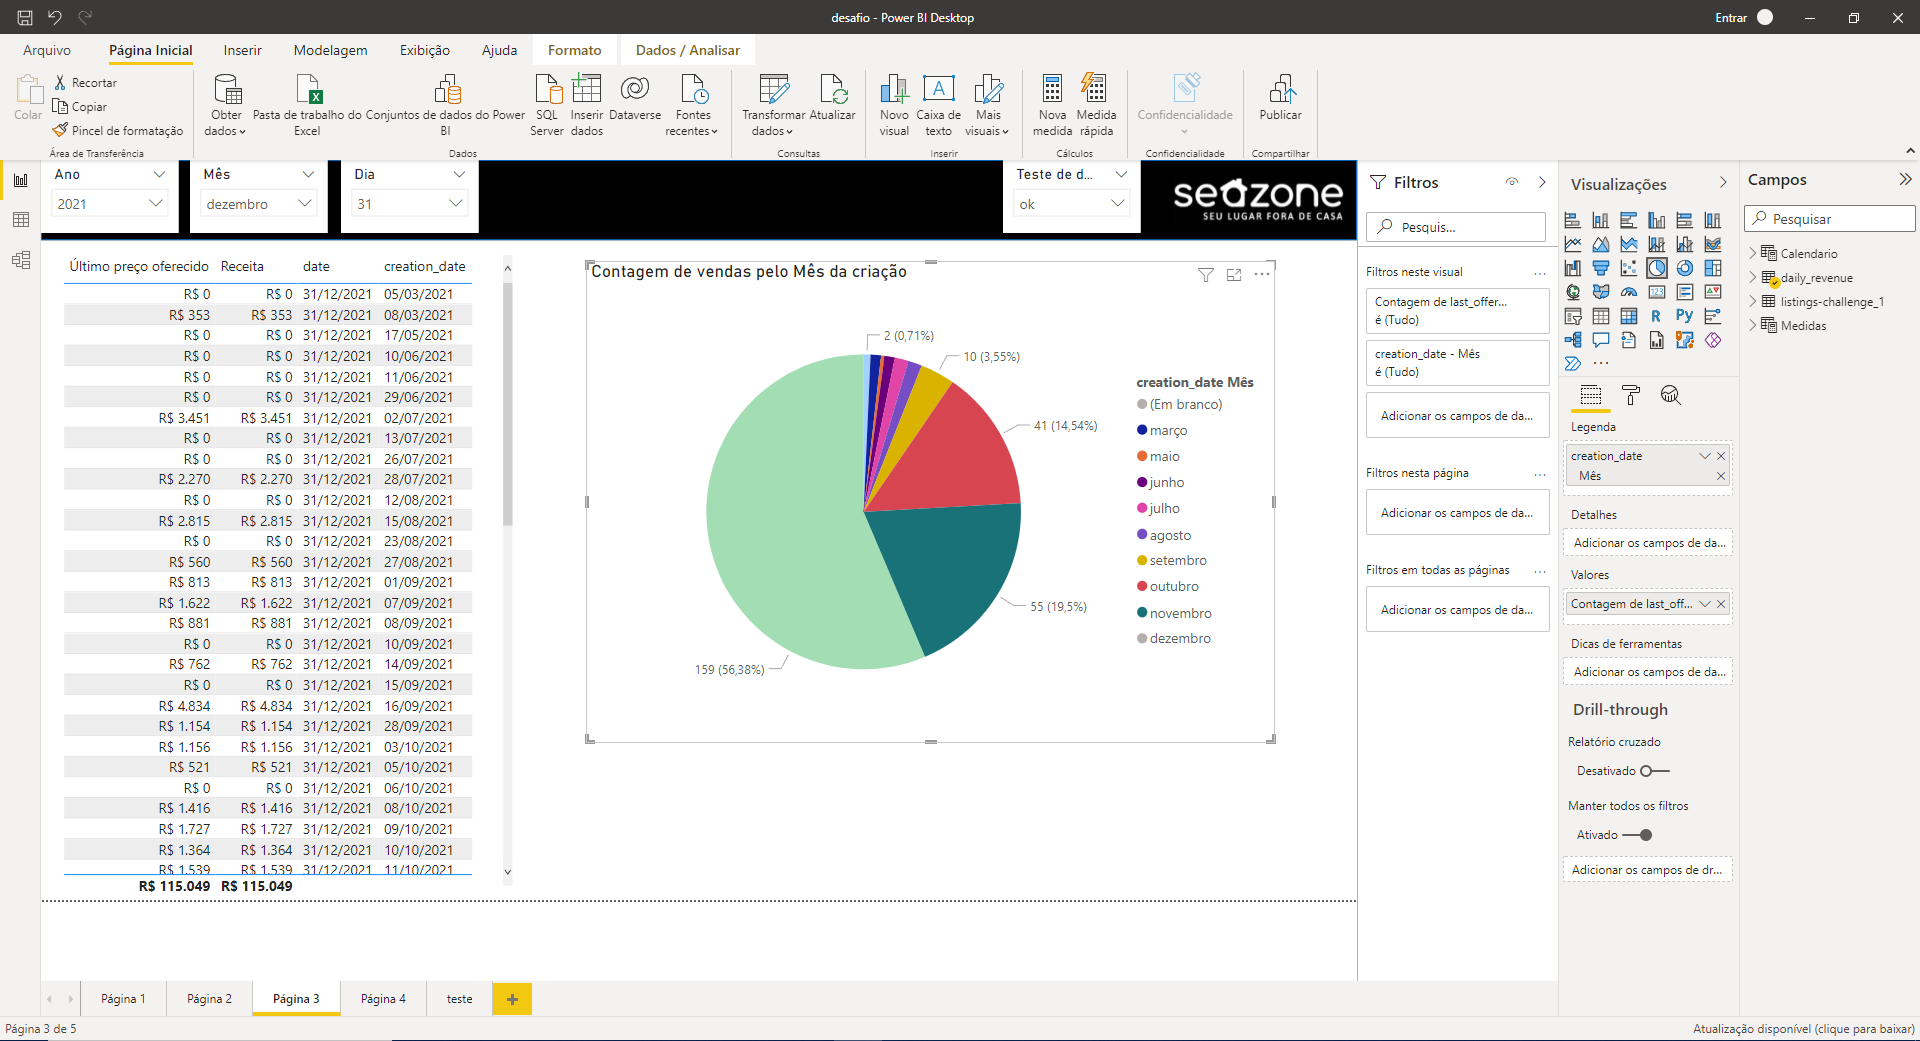 desafio - Power BI Desktop
Entrar
Arquivo
Página Inicial
Inserir
Modelagem
Exibição
Ajuda
Formato
Dados / Analisar
Colar
Recortar
Copiar
Pincel de formatação
Área de Transferência
Obter
dados
Pasta de trabalho do
Excel
Conjuntos de dados do Power
BI
SQL
Server
Inserir
dados
Dataverse
Fontes
recentes
Dados
Transformar
dados
Atualizar
Consultas
Novo
visual
Caixa de
texto
Mais
visuais
Inserir
Nova
medida
Medida
rápida
Cálculos
Confidencialidade
Confidencialidade
Publicar
Compartilhar
Ano
2021
Mês
dezembro
Dia
31
Teste de d...
ok
seazone
SEU LUGAR FORA DE CASA
Último preço oferecido Receita date creation_date
R$ 0 R$ 0 31/12/2021 05/03/2021
R$ 353 R$ 353 31/12/2021 08/03/2021
R$ 0 R$ 0 31/12/2021 17/05/2021
R$ 0 R$ 0 31/12/2021 10/06/2021
R$ 0 R$ 0 31/12/2021 11/06/2021
R$ 0 R$ 0 31/12/2021 29/06/2021
R$ 3.451 R$ 3.451 31/12/2021 02/07/2021
R$ 0 R$ 0 31/12/2021 13/07/2021
R$ 0 R$ 0 31/12/2021 26/07/2021
R$ 2.270 R$ 2.270 31/12/2021 28/07/2021
R$ 0 R$ 0 31/12/2021 12/08/2021
R$ 2.815 R$ 2.815 31/12/2021 15/08/2021
R$ 0 R$ 0 31/12/2021 23/08/2021
R$ 560 R$ 560 31/12/2021 27/08/2021
R$ 813 R$ 813 31/12/2021 01/09/2021
R$ 1.622 R$ 1.622 31/12/2021 07/09/2021
R$ 881 R$ 881 31/12/2021 08/09/2021
R$ 0 R$ 0 31/12/2021 10/09/2021
R$ 762 R$ 762 31/12/2021 14/09/2021
R$ 0 R$ 0 31/12/2021 15/09/2021
R$ 4.834 R$ 4.834 31/12/2021 16/09/2021
R$ 1.154 R$ 1.154 31/12/2021 28/09/2021
R$ 1.156 R$ 1.156 31/12/2021 03/10/2021
R$ 521 R$ 521 31/12/2021 05/10/2021
R$ 0 R$ 0 31/12/2021 06/10/2021
R$ 1.416 R$ 1.416 31/12/2021 08/10/2021
R$ 1.727 R$ 1.727 31/12/2021 09/10/2021
R$ 1.364 R$ 1.364 31/12/2021 10/10/2021
R$ 1.539 R$ 1.539 31/12/2021 11/10/2021
R$ 115.049 R$ 115.049
Contagem de vendas pelo Mês da criação
2 (0,71%)
10 (3,55%)
41 (14,54%)
55 (19,5%)
159 (56,38%)
creation_date Mês
(Em branco)
março
maio
junho
julho
agosto
setembro
outubro
novembro
dezembro
Filtros
Pesquis...
Filtros neste visual
Contagem de last_offer...
é (Tudo)
creation_date - Mês
é (Tudo)
Adicionar os campos de da...
Filtros nesta página
Adicionar os campos de da...
Filtros em todas as páginas
Adicionar os campos de da...
Visualizações
R
Py
Legenda
creation_date
Mês
Detalhes
Adicionar os campos de da...
Valores
Contagem de last_off...
Dicas de ferramentas
Adicionar os campos de da...
Drill-through
Relatório cruzado
Desativado
Manter todos os filtros
Ativado
Adicionar os campos de dr...
Campos
Pesquisar
Calendario
daily_revenue
listings-challenge_1
Medidas
Página 1
Página 2
Página 3
Página 4
teste
Página 3 de 5
Atualização disponível (clique para baixar)